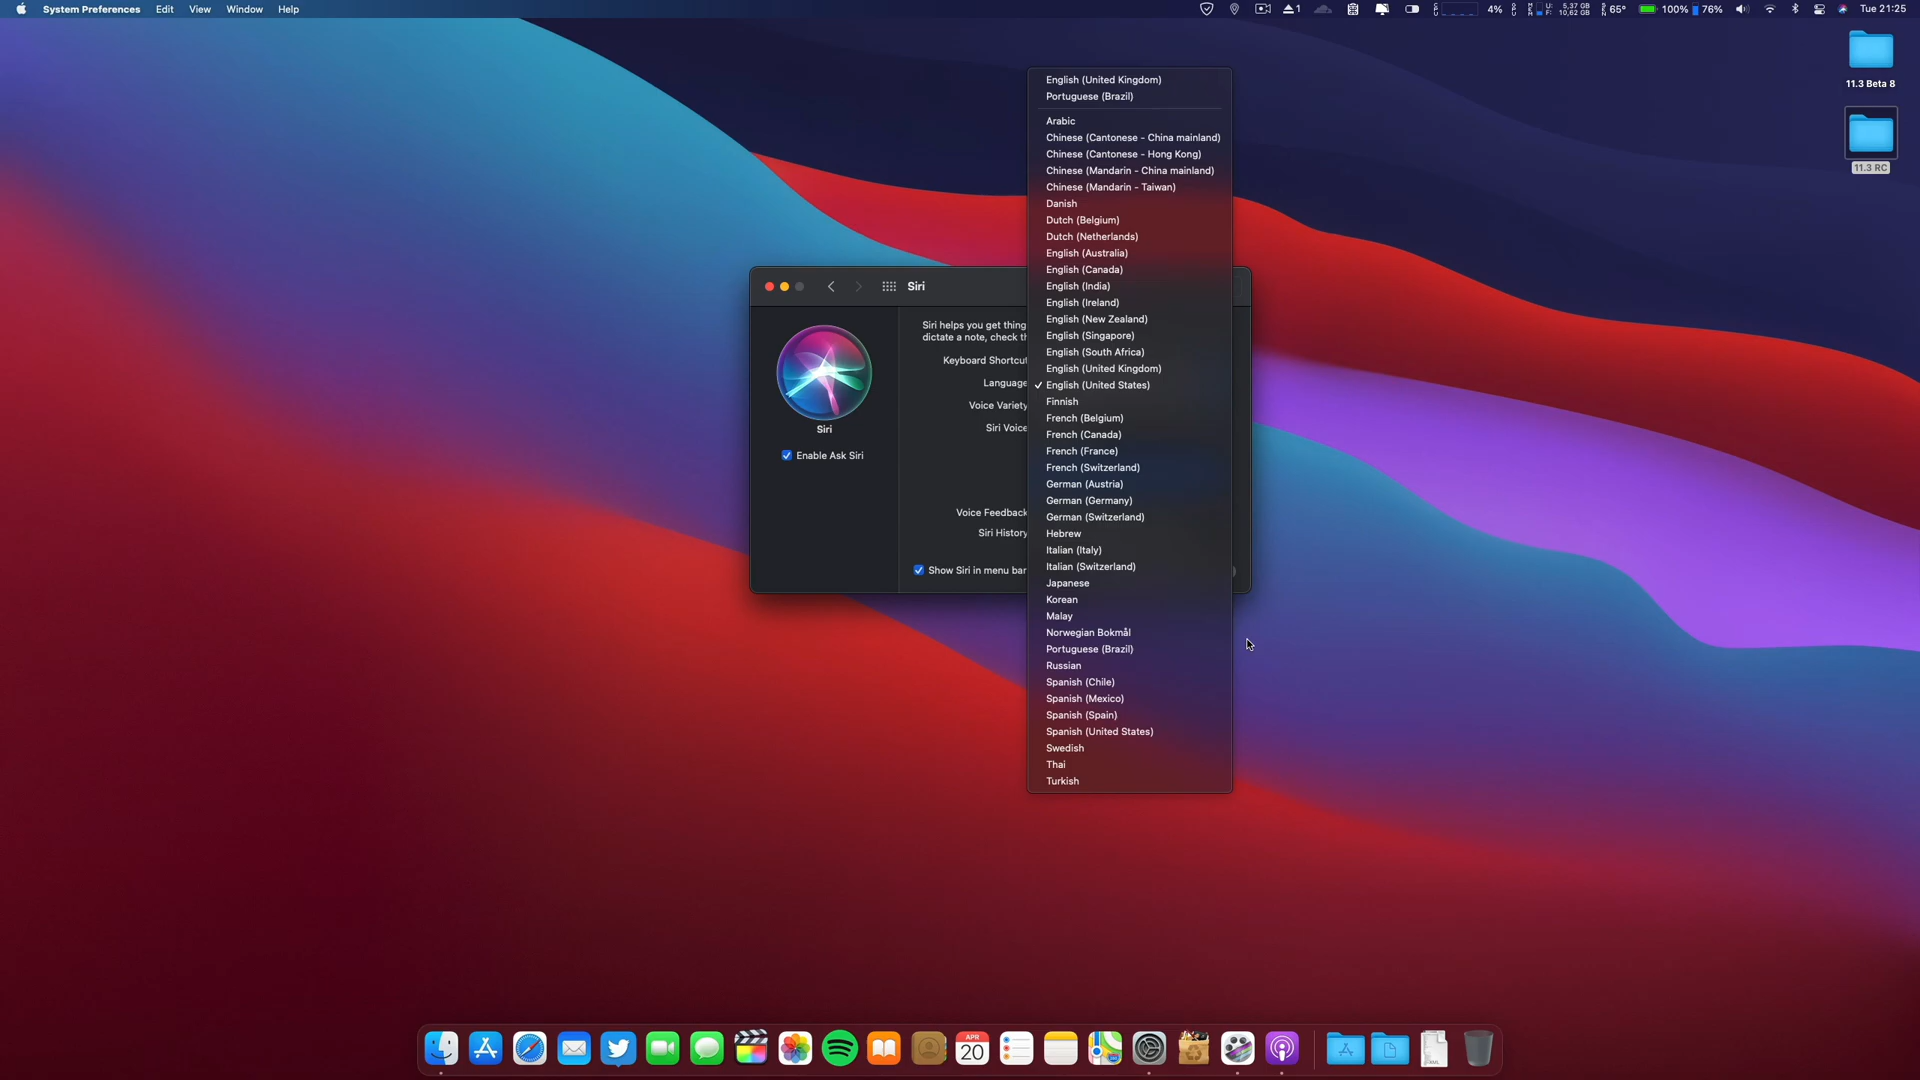 System Preferences Edit View Window Help
1 4% 5,37 GB 10,62 GB 65° 100% 76% Tue 21:25
11.3 Beta 8
11.3 RC
English (United Kingdom)
Portuguese (Brazil)
Arabic
Chinese (Cantonese - China mainland)
Chinese (Cantonese - Hong Kong)
Chinese (Mandarin - China mainland)
Chinese (Mandarin - Taiwan)
Danish
Dutch (Belgium)
Dutch (Netherlands)
English (Australia)
English (Canada)
English (India)
English (Ireland)
English (New Zealand)
English (Singapore)
English (South Africa)
English (United Kingdom)
✓ English (United States)
Finnish
French (Belgium)
French (Canada)
French (France)
French (Switzerland)
German (Austria)
German (Germany)
German (Switzerland)
Hebrew
Italian (Italy)
Italian (Switzerland)
Japanese
Korean
Malay
Norwegian Bokmål
Portuguese (Brazil)
Russian
Spanish (Chile)
Spanish (Mexico)
Spanish (Spain)
Spanish (United States)
Swedish
Thai
Turkish
Siri
Siri
Enable Ask Siri
Siri helps you get thing
dictate a note, check th
Keyboard Shortcut
Language
Voice Variety
Siri Voice
Voice Feedback
Siri History
Show Siri in menu bar
APR
20